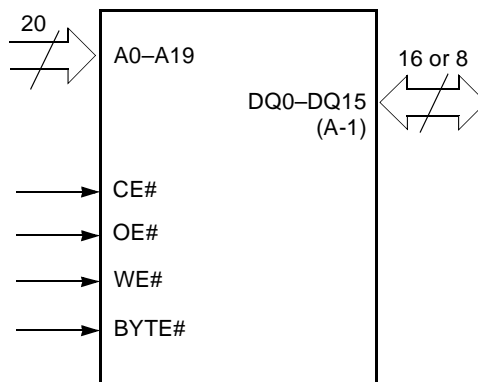 20
A0–A19
16 or 8
DQ0–DQ15
(A-1)
CE#
OE#
WE#
BYTE#